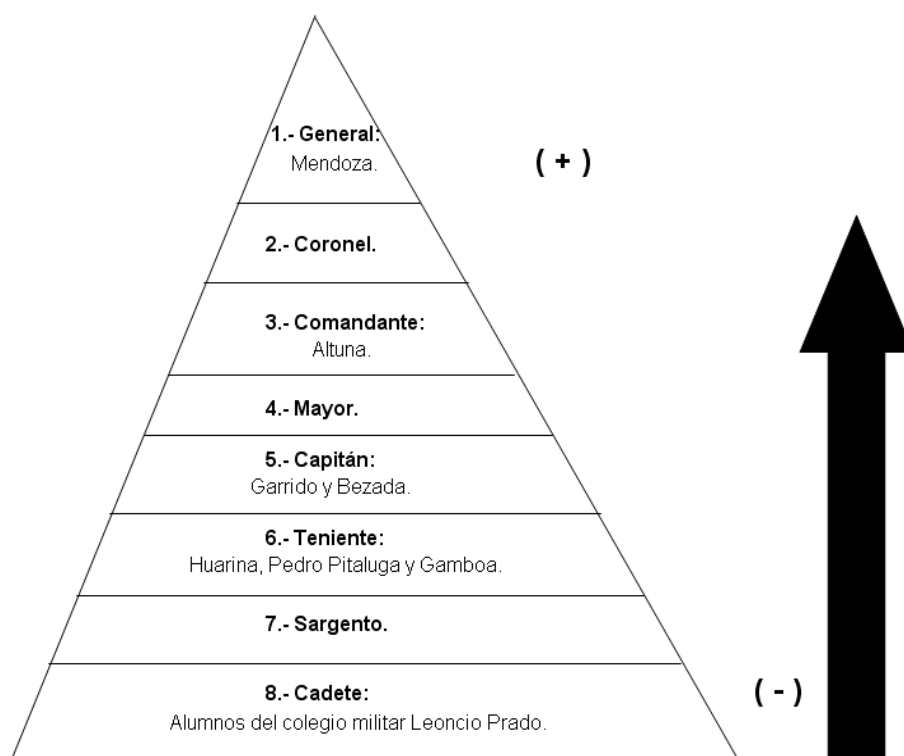 1.- General:
Mendoza.
( + )
2.- Coronel.
3.- Comandante:
Altuna.
4.- Mayor.
5.- Capitán:
Garrido y Bezada.
6.- Teniente:
Huarina, Pedro Pitaluga y Gamboa.
7.- Sargento.
8.- Cadete:
( - )
Alumnos del colegio militar Leoncio Prado.